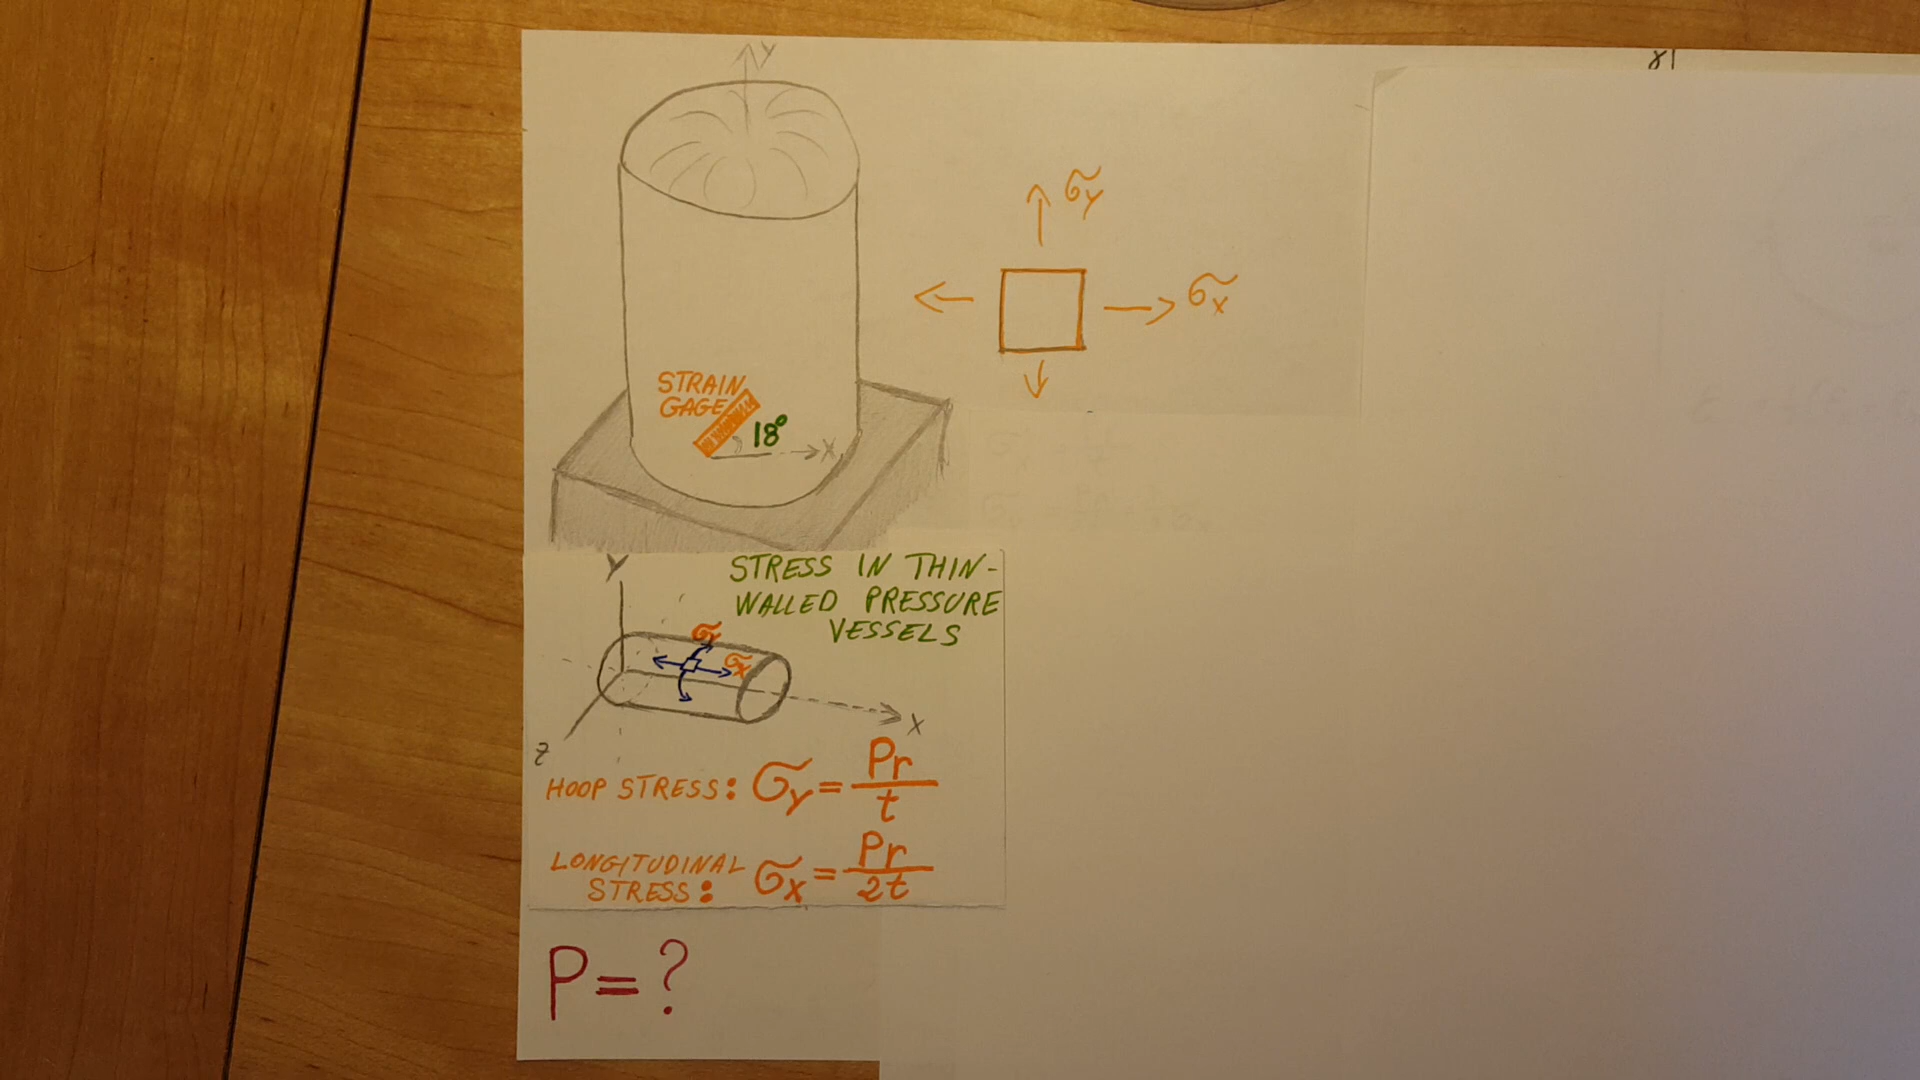 Y
σy
σx
STRAIN
GAGE
18°
X
Y
STRESS IN THIN-
WALLED PRESSURE
VESSELS
σx
X
Z
HOOP STRESS: σy = Pr/t
LONGITUDINAL
STRESS: σx = Pr/2t
P = ?